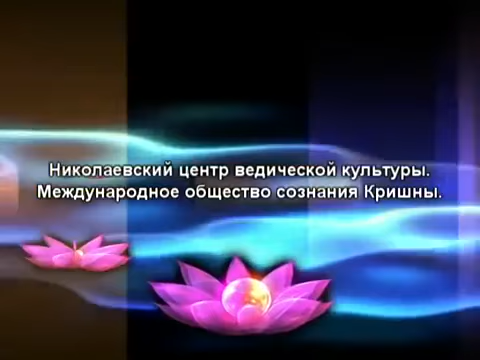 Николаевский центр ведической культуры.
Международное общество сознания Кришны.